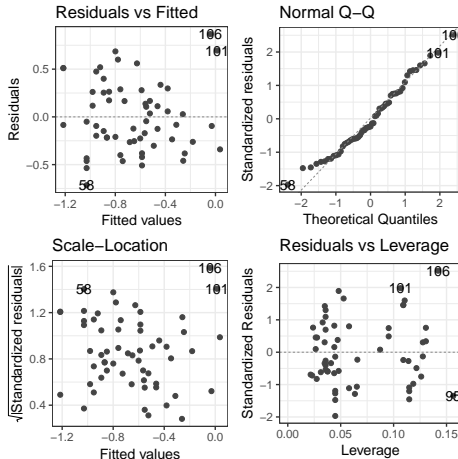 Residuals vs Fitted
Residuals
106
101
58
0.5
0.0
−0.5
−1.2 −0.8 −0.4 0.0
Fitted values
Normal Q−Q
Standardized residuals
106
101
58
2
1
0
−1
−2
−2 −1 0 1 2
Theoretical Quantiles
Scale−Location
√|Standardized residuals|
106
101
58
1.6
1.2
0.8
0.4
−1.2 −0.8 −0.4 0.0
Fitted values
Residuals vs Leverage
Standardized Residuals
106
101
95
2
1
0
−1
−2
0.00 0.05 0.10 0.15
Leverage